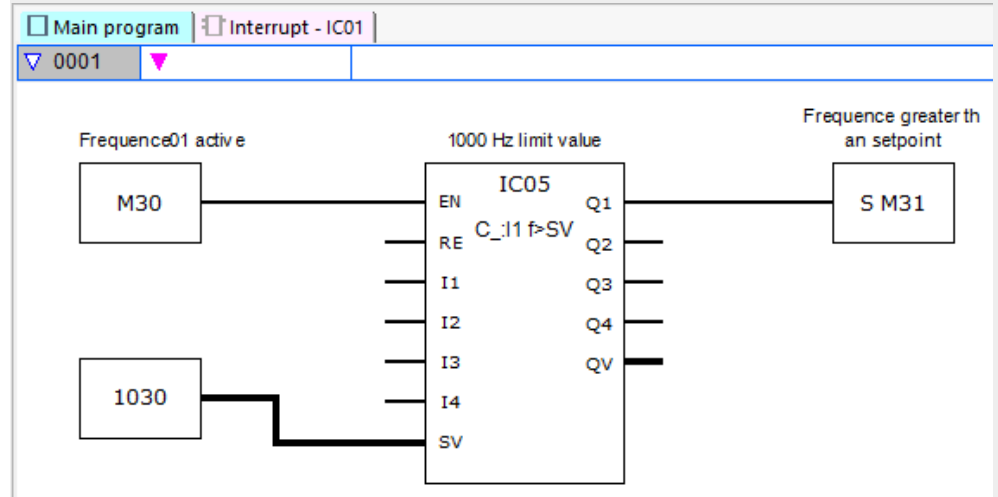 Main program
Interrupt - IC01
0001
Frequence01 active
1000 Hz limit value
Frequence greater th
an setpoint
M30
IC05
S M31
EN
Q1
C_:I1 f>SV
RE
Q2
I1
Q3
I2
Q4
I3
QV
1030
I4
SV